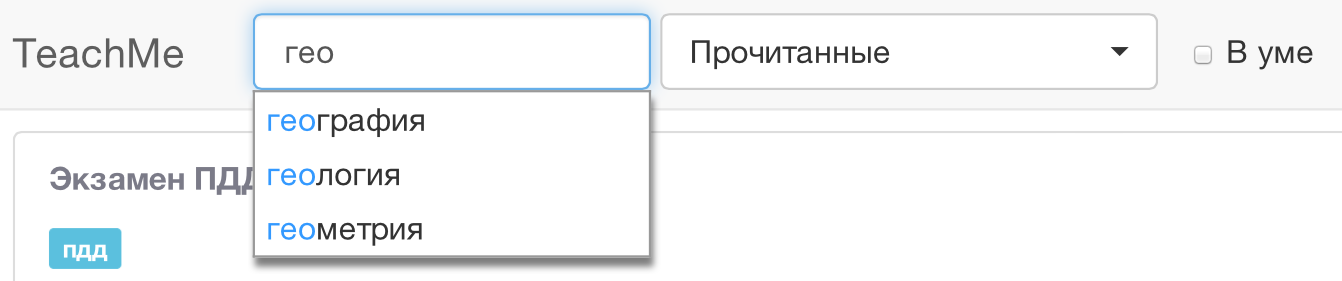 TeachMe гео Прочитанные В уме
география
геология
геометрия
Экзамен ПДД
пдд